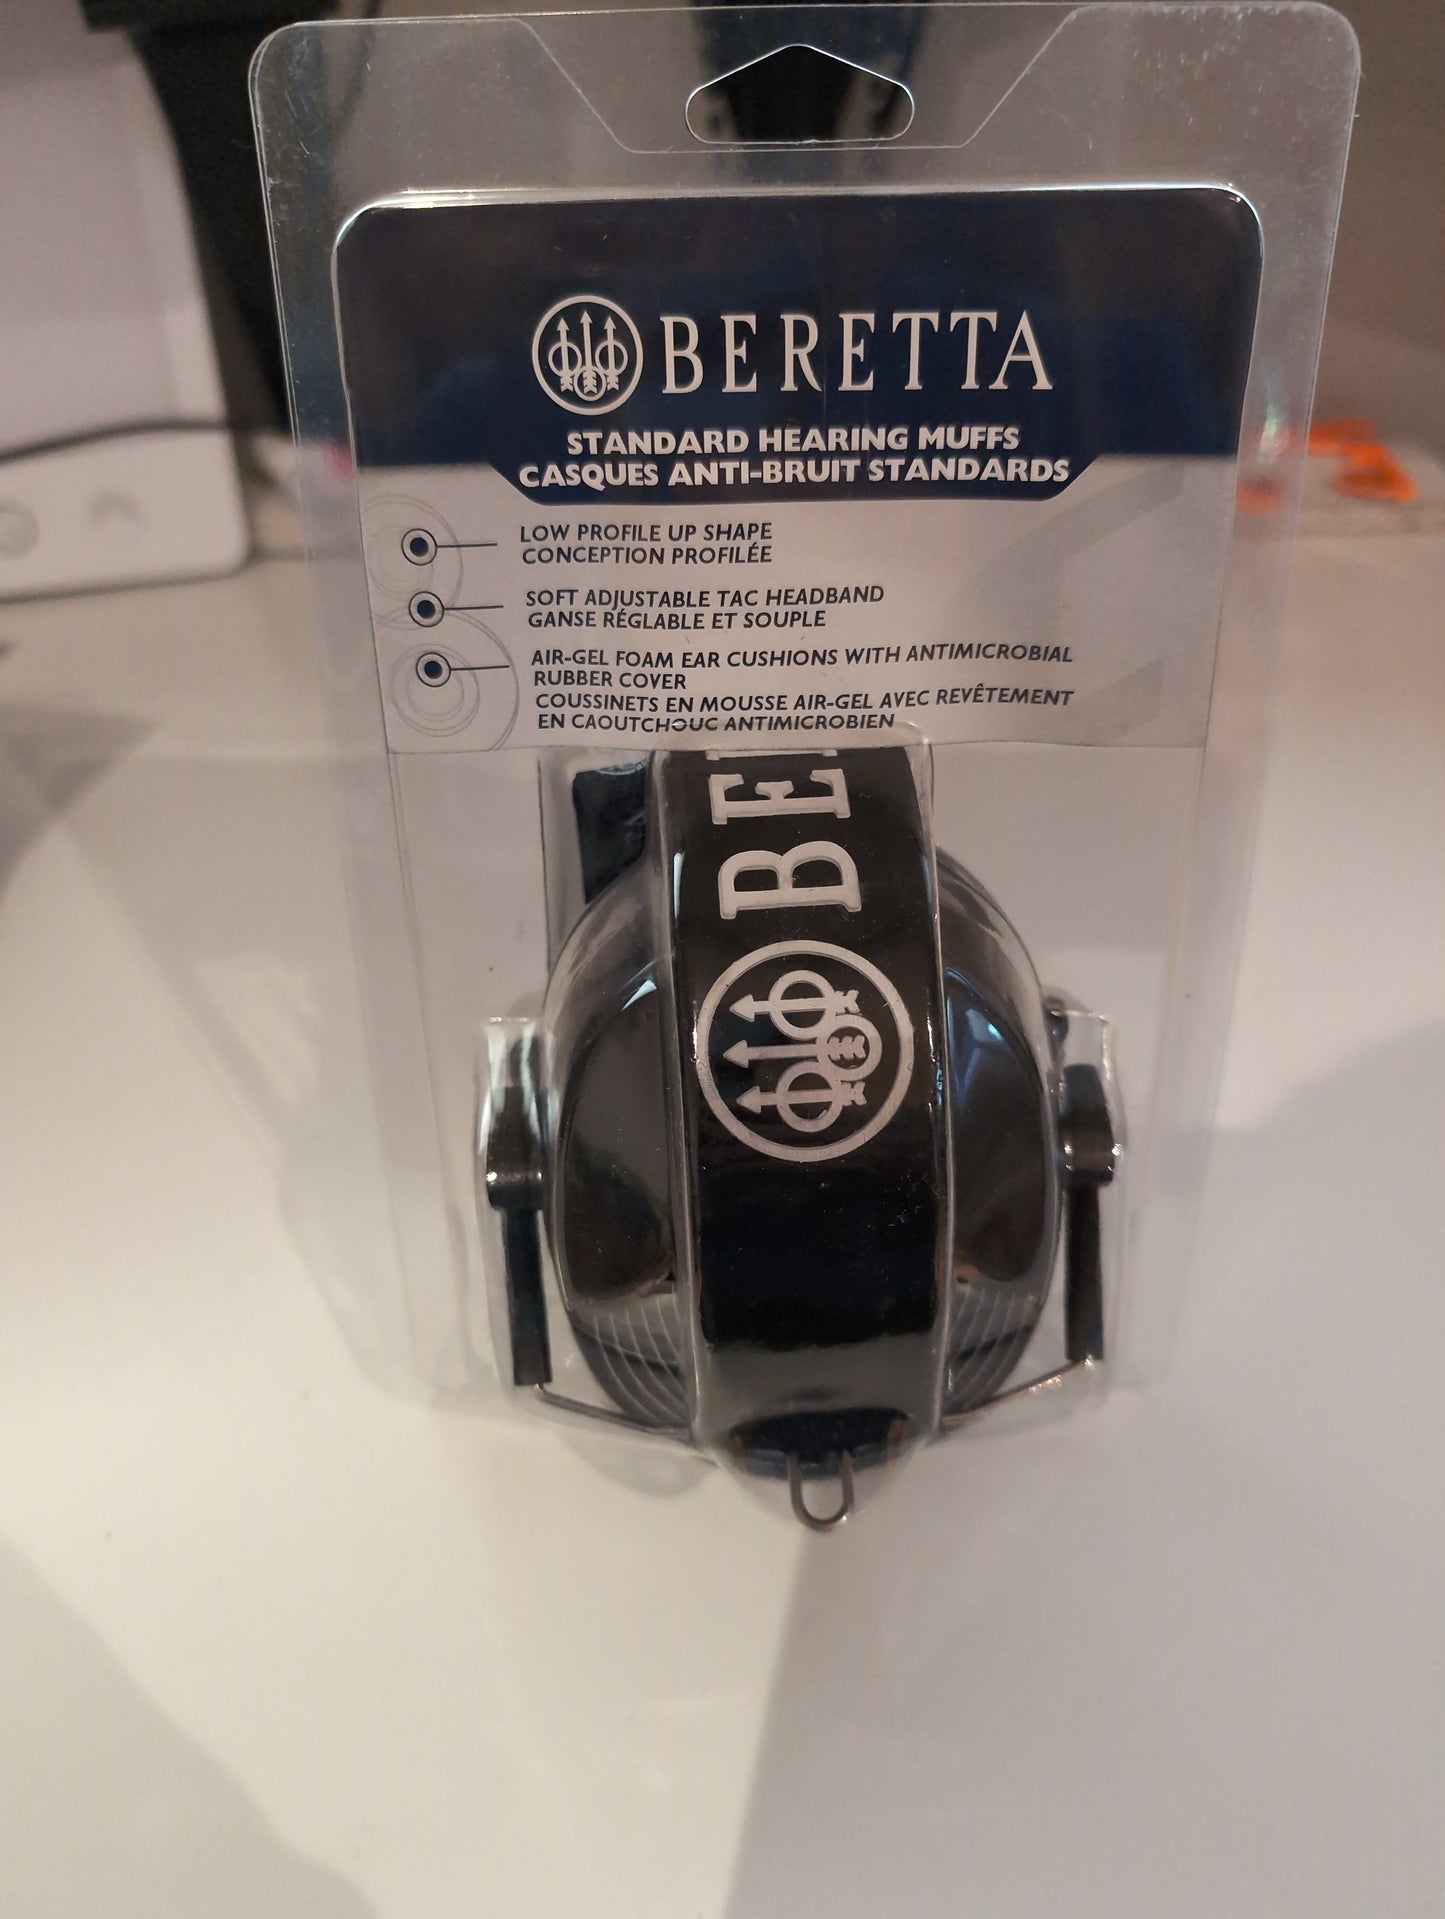 BERETTA
STANDARD HEARING MUFFS
CASQUES ANTI-BRUIT STANDARDS
LOW PROFILE UP SHAPE
CONCEPTION PROFILÉE
SOFT ADJUSTABLE TAC HEADBAND
GANSE RÉGLABLE ET SOUPLE
AIR-GEL FOAM EAR CUSHIONS WITH ANTIMICROBIAL
RUBBER COVER
COUSSINETS EN MOUSSE AIR-GEL AVEC REVÊTEMENT
EN CAOUTCHOUC ANTIMICROBIEN
BE